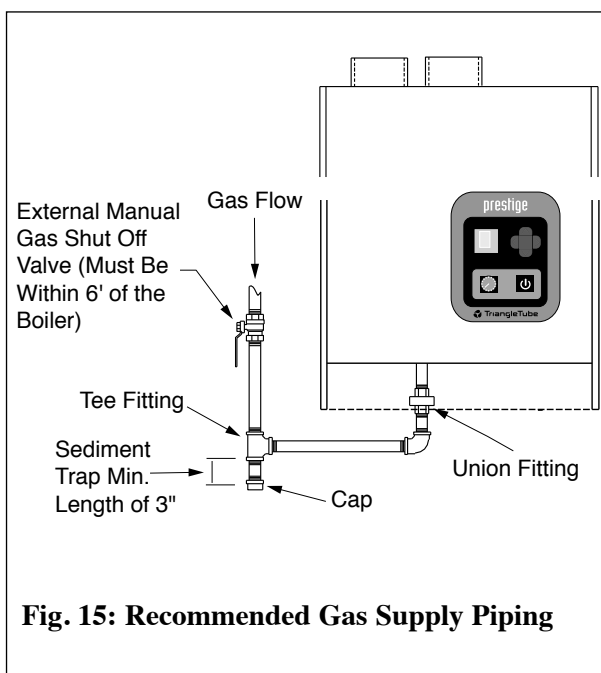 External Manual
Gas Shut Off
Valve (Must Be
Within 6' of the
Boiler)
Gas Flow
prestige
TriangleTube
Tee Fitting
Sediment
Trap Min.
Length of 3"
Cap
Union Fitting
Fig. 15: Recommended Gas Supply Piping